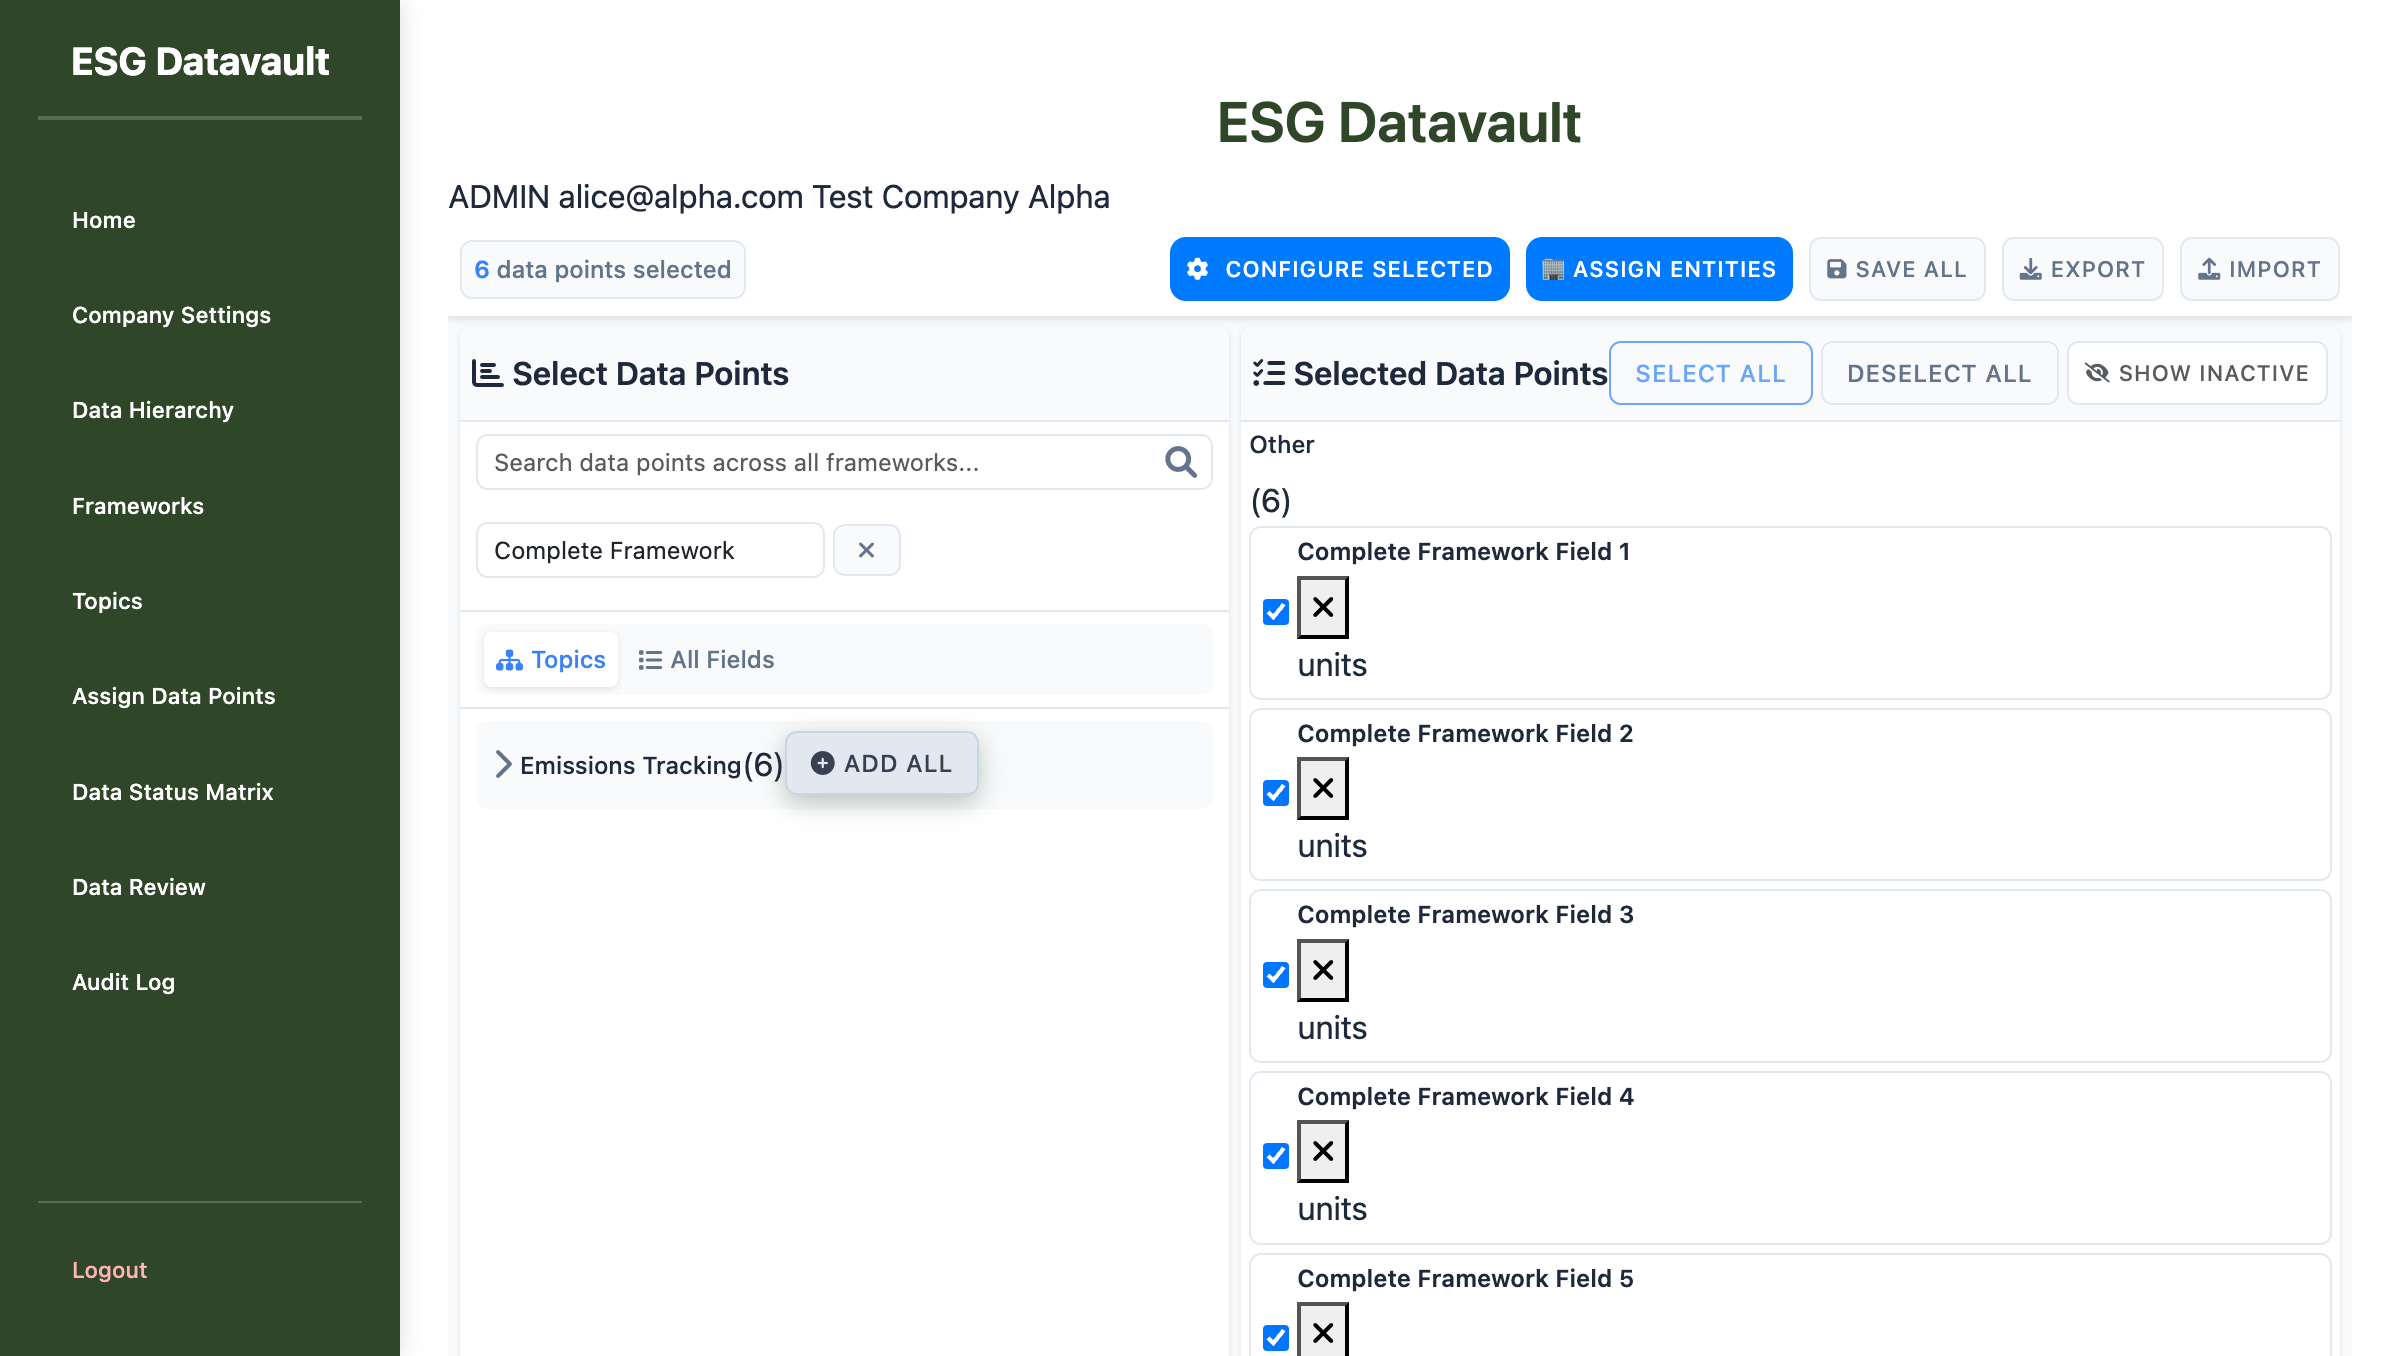 ESG Datavault
Home
Company Settings
Data Hierarchy
Frameworks
Topics
Assign Data Points
Data Status Matrix
Data Review
Audit Log
Logout
ESG Datavault
ADMIN alice@alpha.com Test Company Alpha
6 data points selected
CONFIGURE SELECTED
ASSIGN ENTITIES
SAVE ALL
EXPORT
IMPORT
Select Data Points
Search data points across all frameworks...
Complete Framework
Topics
All Fields
Emissions Tracking(6)
ADD ALL
Selected Data Points
SELECT ALL
DESELECT ALL
SHOW INACTIVE
Other
(6)
Complete Framework Field 1
units
Complete Framework Field 2
units
Complete Framework Field 3
units
Complete Framework Field 4
units
Complete Framework Field 5